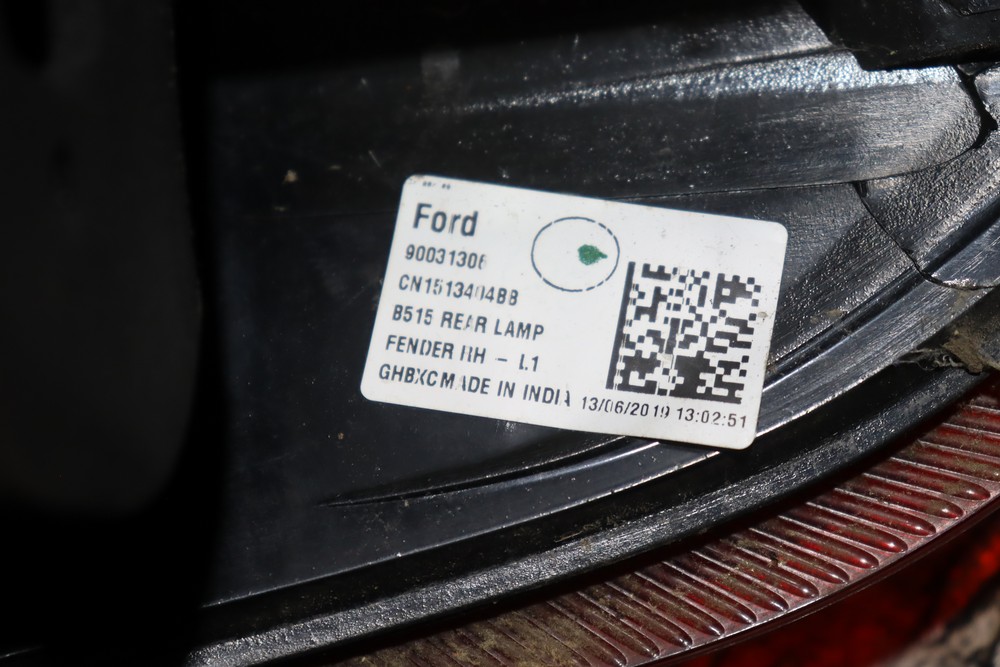 Ford
90031306
CN1513404BB
B515 REAR LAMP
FENDER RH - L1
GHBXCMADE IN INDIA 13/06/2019 13:02:51